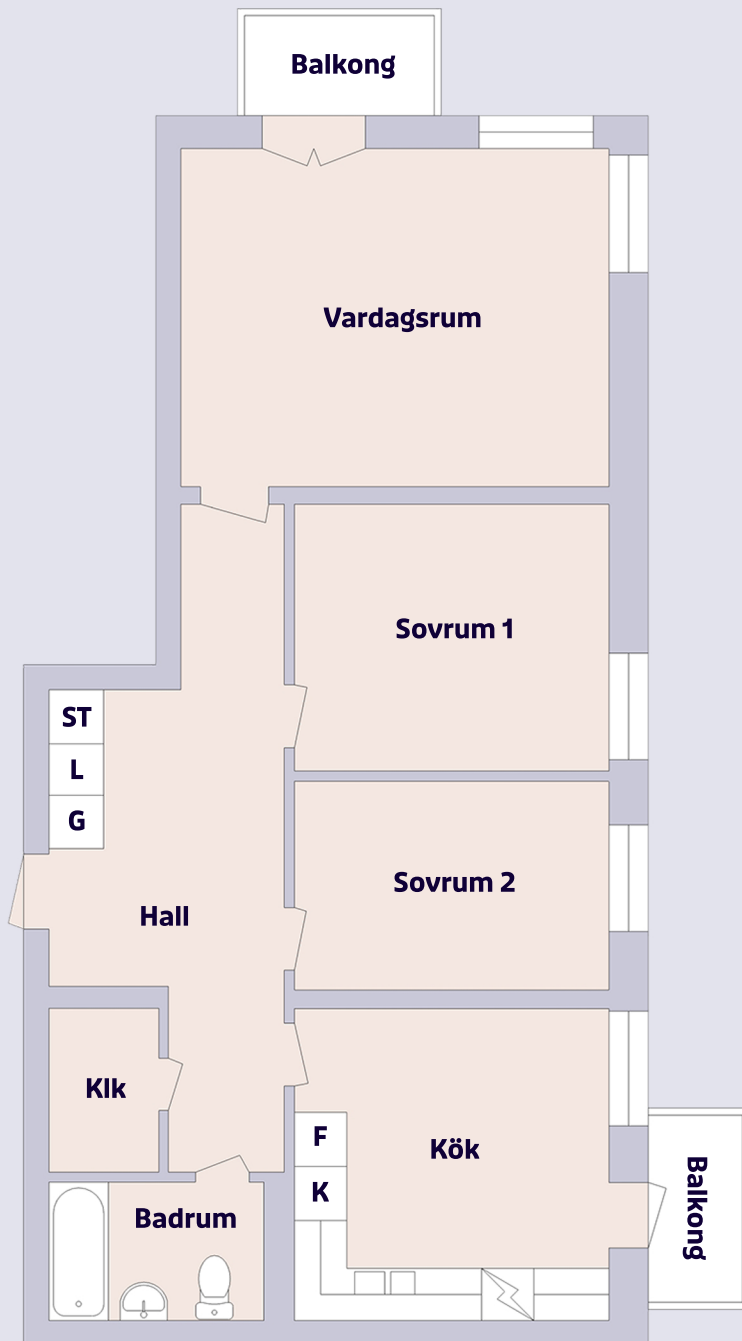 Balkong
Vardagsrum
Sovrum 1
ST
L
G
Sovrum 2
Hall
Klk
F
Kök
K
Badrum
Balkong